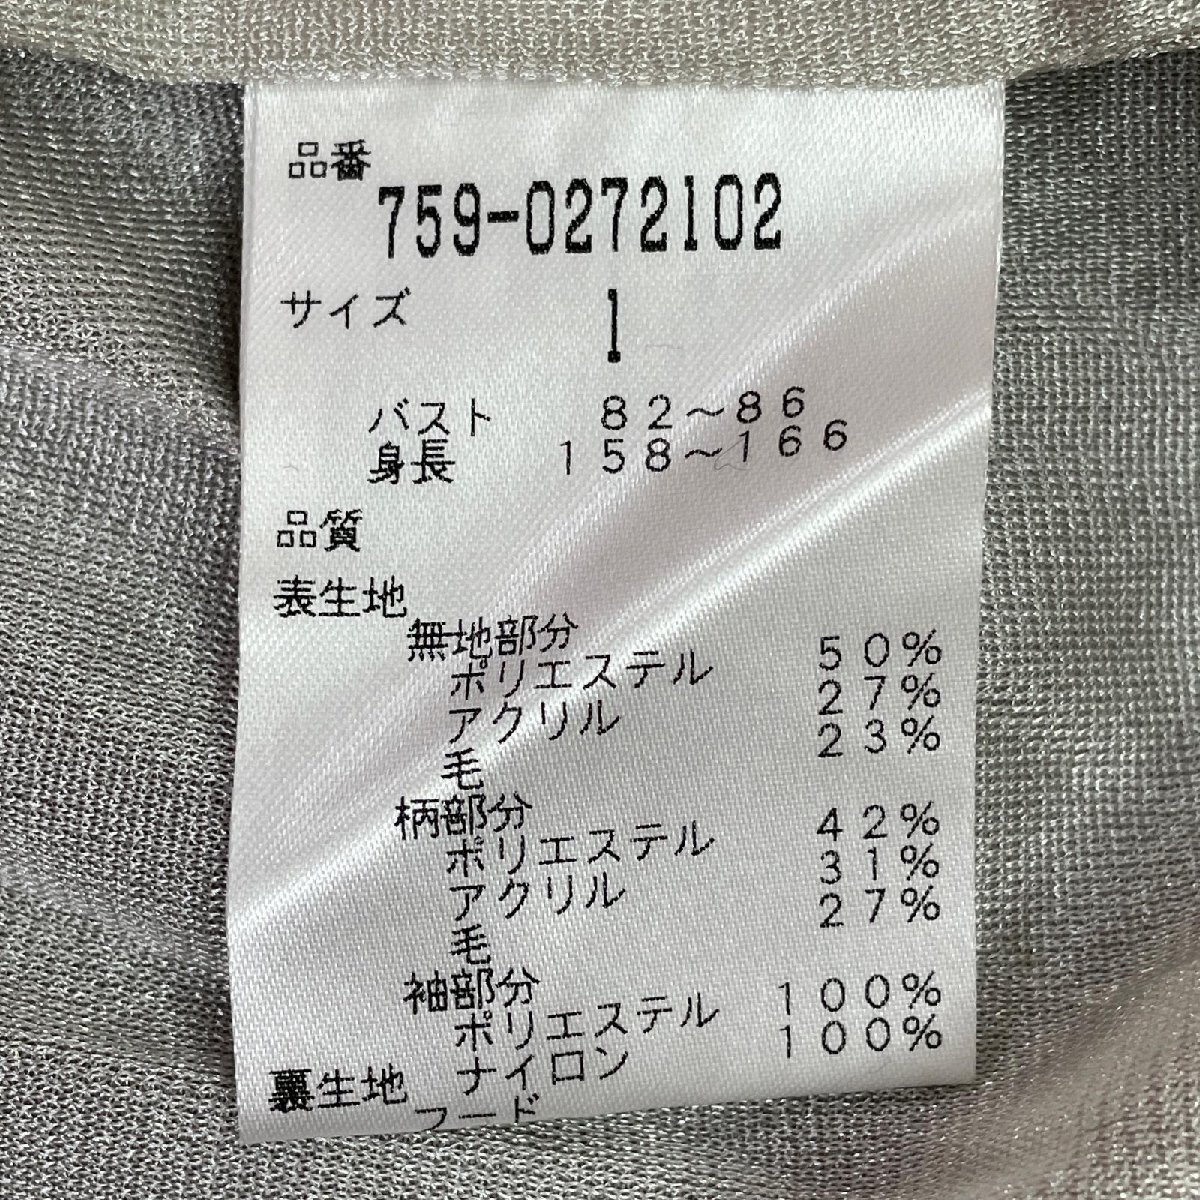 品番 759-0272102
サイズ 1
バスト 82～86
身長 158～166
品質
表生地
無地部分
ポリエステル 50%
アクリル 27%
毛 23%
柄部分
ポリエステル 42%
アクリル 31%
毛 27%
袖部分
ポリエステル 100%
裏生地 ナイロン 100%
フード